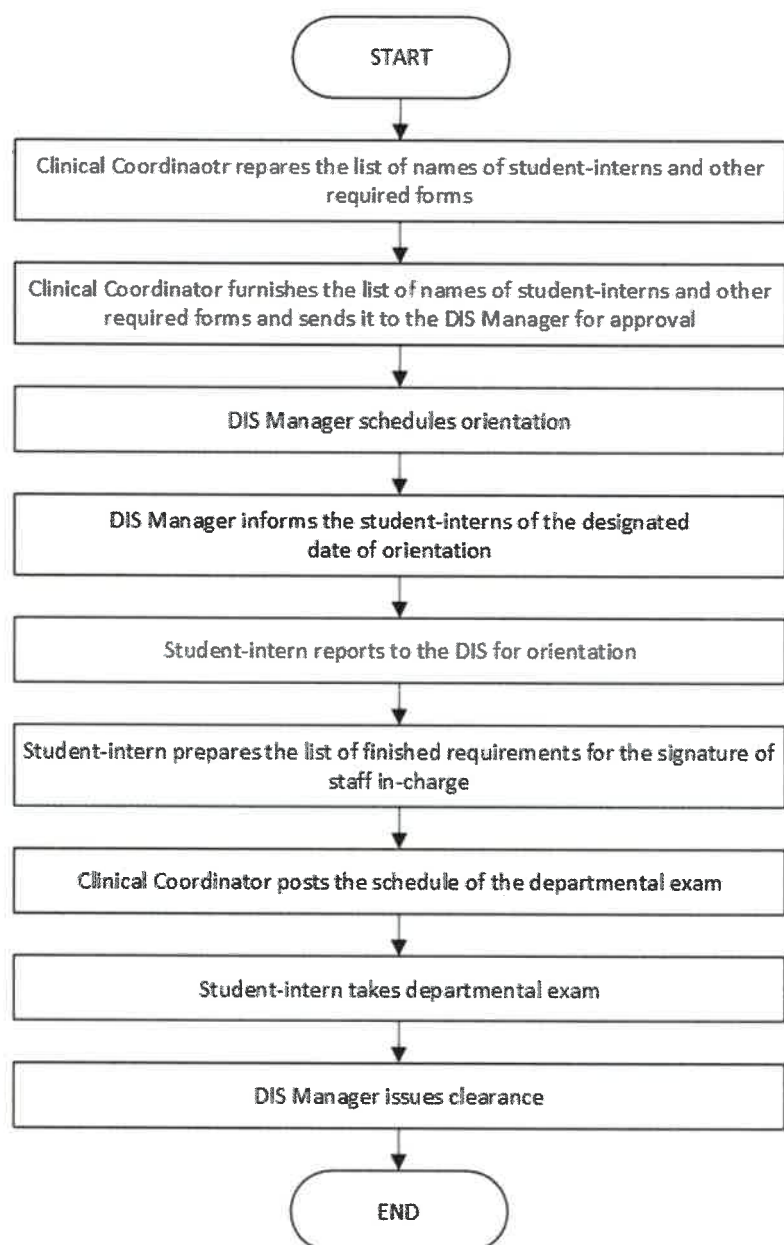 START
Clinical Coordinaotr repares the list of names of student-interns and other
required forms
Clinical Coordinator furnishes the list of names of student-interns and other
required forms and sends it to the DIS Manager for approval
DIS Manager schedules orientation
DIS Manager informs the student-interns of the designated
date of orientation
Student-intern reports to the DIS for orientation
Student-intern prepares the list of finished requirements for the signature of
staff in-charge
Clinical Coordinator posts the schedule of the departmental exam
Student-intern takes departmental exam
DIS Manager issues clearance
END